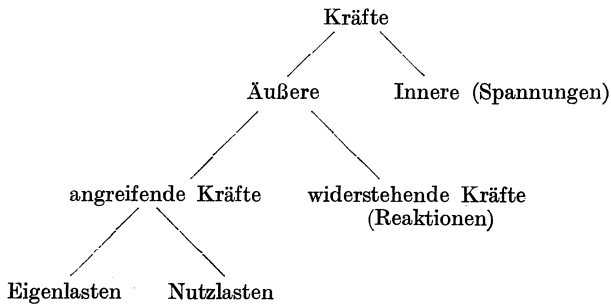 Kräfte
Äußere
Innere (Spannungen)
angreifende Kräfte
widerstehende Kräfte
(Reaktionen)
Eigenlasten
Nutzlasten